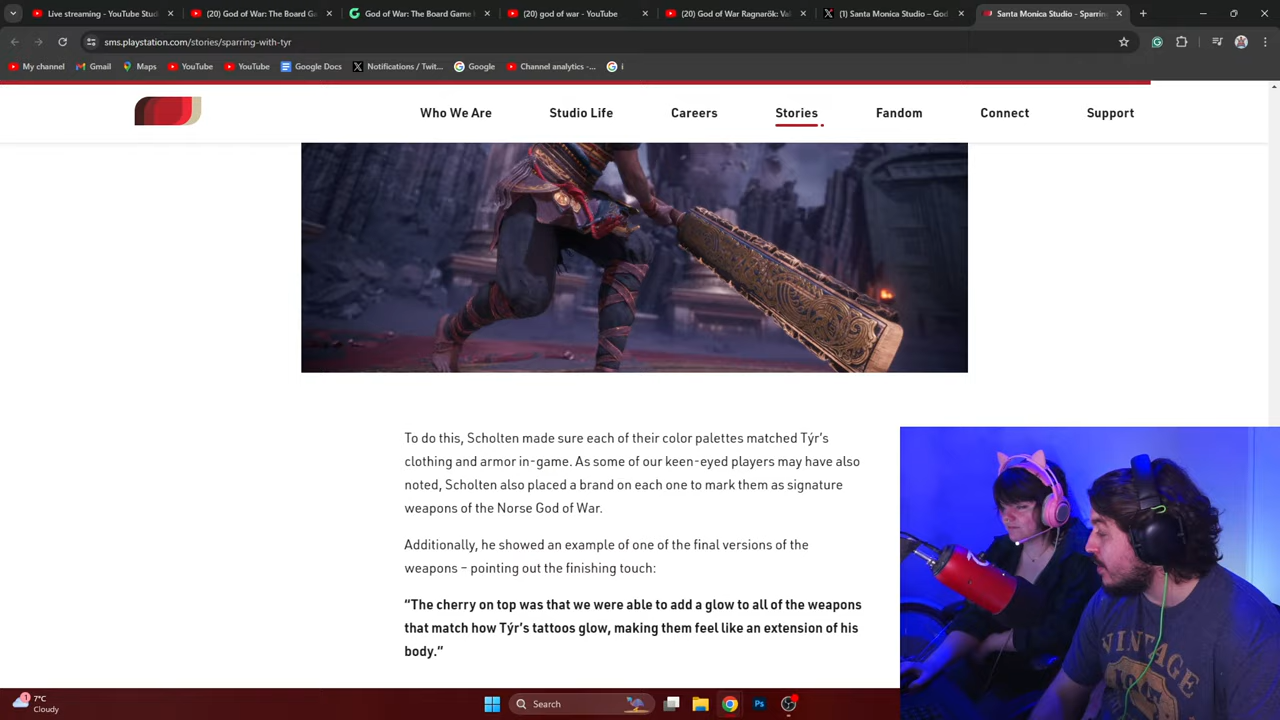 Live streaming - YouTube Stud
(20) God of War: The Board Ga
God of War: The Board Game
(20) god of war - YouTube
(20) God of War Ragnarök: Val
(1) Santa Monica Studio – God
Santa Monica Studio - Sparrin
sms.playstation.com/stories/sparring-with-tyr
My channel
Gmail
Maps
YouTube
YouTube
Google Docs
Notifications / Twit...
Google
Channel analytics -...
i
Who We Are
Studio Life
Careers
Stories
Fandom
Connect
Support
To do this, Scholten made sure each of their color palettes matched Týr’s
clothing and armor in-game. As some of our keen-eyed players may have also
noted, Scholten also placed a brand on each one to mark them as signature
weapons of the Norse God of War.
Additionally, he showed an example of one of the final versions of the
weapons – pointing out the finishing touch:
“The cherry on top was that we were able to add a glow to all of the weapons
that match how Týr’s tattoos glow, making them feel like an extension of his
body.”
VINTAGE
1
7°C
Cloudy
Search